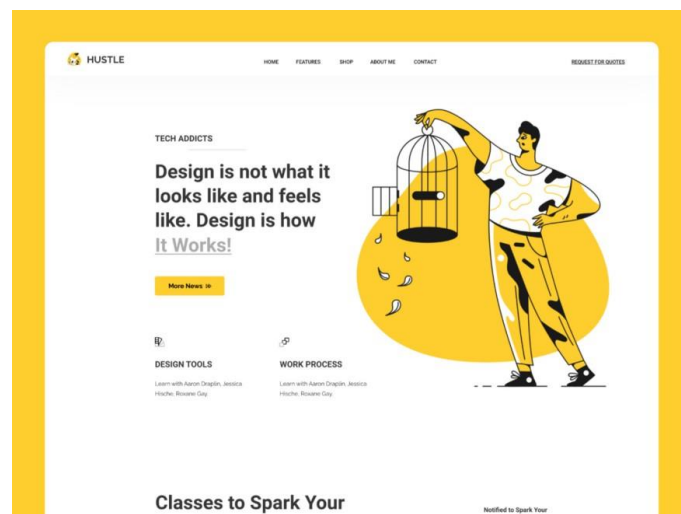 HUSTLE
HOME FEATURES SHOP ABOUT ME CONTACT
REQUEST FOR QUOTES
TECH ADDICTS
Design is not what it
looks like and feels
like. Design is how
It Works!
More News
DESIGN TOOLS
Learn with Aaron Draplin, Jessica
Hische, Roxane Gay.
WORK PROCESS
Learn with Aaron Draplin, Jessica
Hische, Roxane Gay.
Classes to Spark Your
Notified to Spark Your